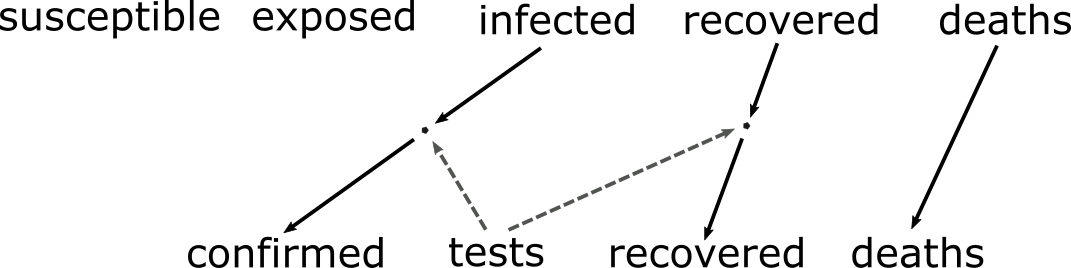 susceptible exposed infected recovered deaths
confirmed tests recovered deaths